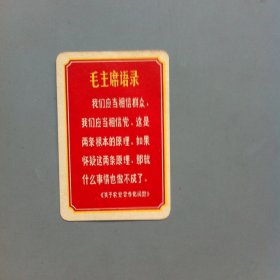 毛主席语录
我们应当相信群众，
我们应当相信党，这是
两条根本的原理。如果
怀疑这两条原理，那就
什么事情也做不成了。
《关于农业合作化问题》